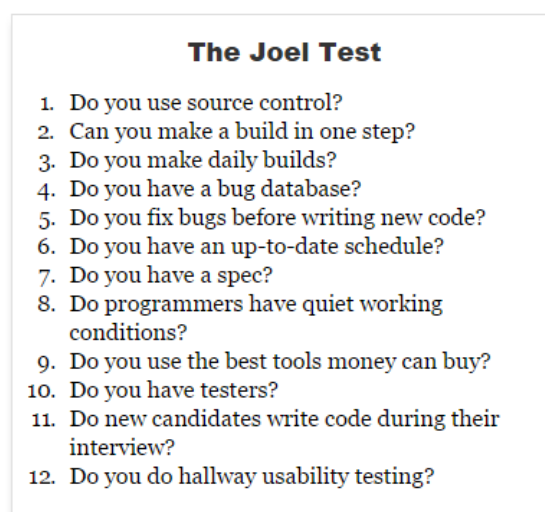 The Joel Test
1. Do you use source control?
2. Can you make a build in one step?
3. Do you make daily builds?
4. Do you have a bug database?
5. Do you fix bugs before writing new code?
6. Do you have an up-to-date schedule?
7. Do you have a spec?
8. Do programmers have quiet working
conditions?
9. Do you use the best tools money can buy?
10. Do you have testers?
11. Do new candidates write code during their
interview?
12. Do you do hallway usability testing?